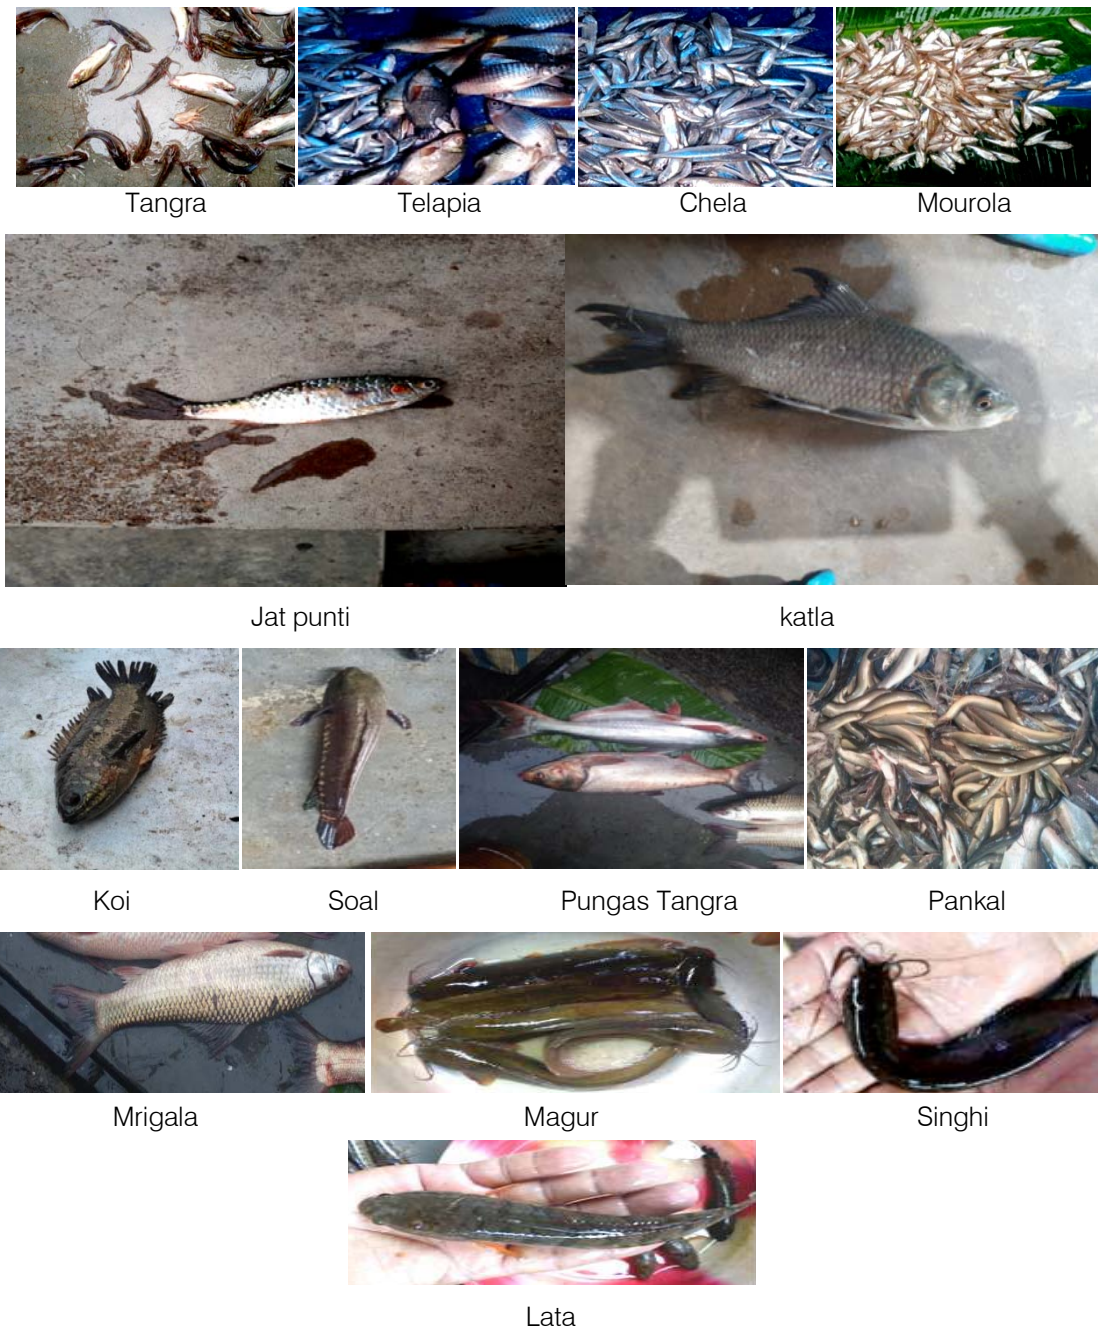 Tangra Telapia Chela Mourola
Jat punti katla
Koi Soal Pungas Tangra Pankal
Mrigala Magur Singhi
Lata